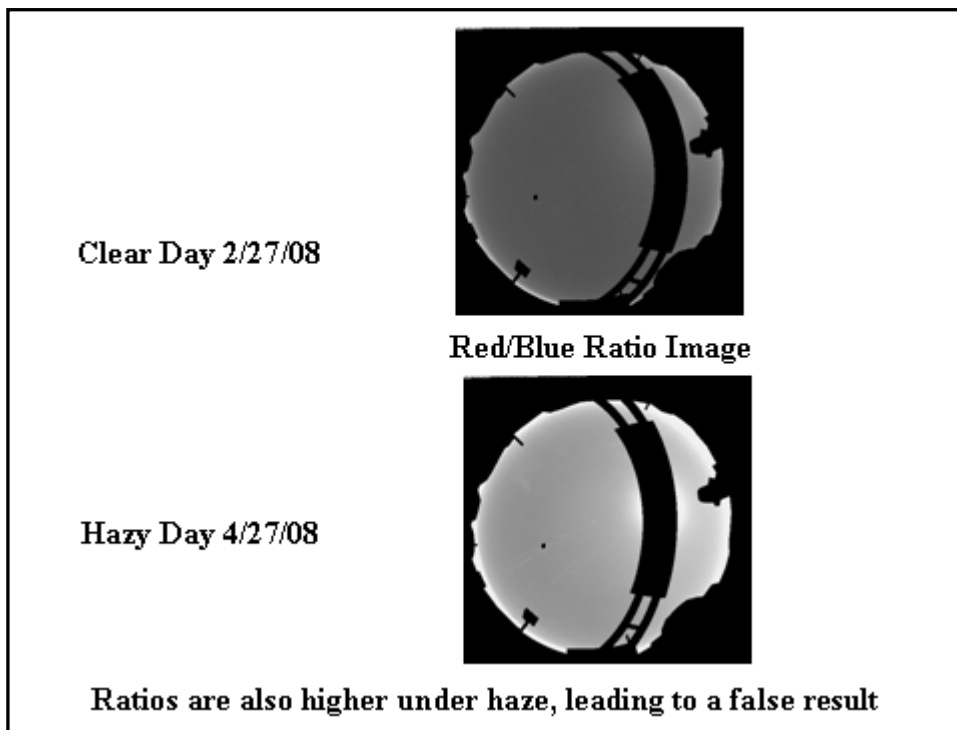 Clear Day 2/27/08
Red/Blue Ratio Image
Hazy Day 4/27/08
Ratios are also higher under haze, leading to a false result